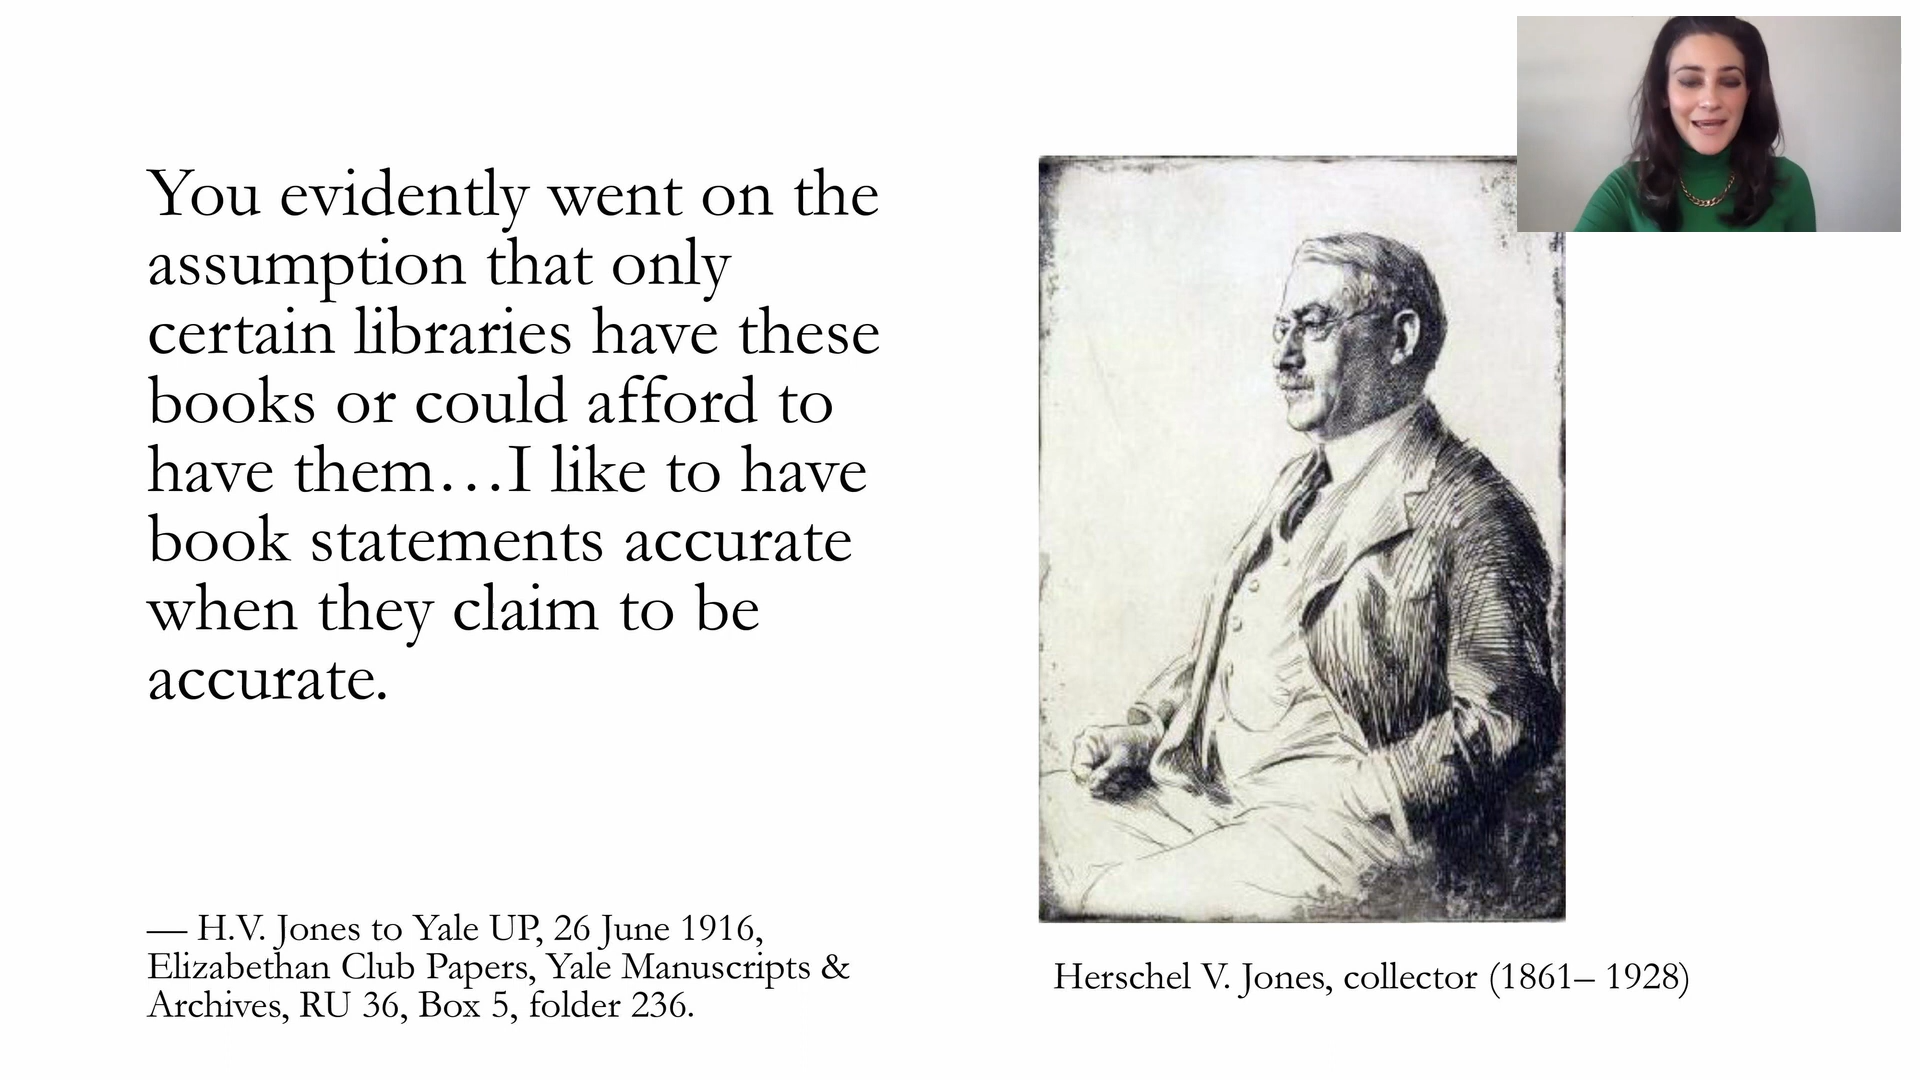 You evidently went on the
assumption that only
certain libraries have these
books or could afford to
have them…I like to have
book statements accurate
when they claim to be
accurate.
— H.V. Jones to Yale UP, 26 June 1916,
Elizabethan Club Papers, Yale Manuscripts &
Archives, RU 36, Box 5, folder 236.
Herschel V. Jones, collector (1861– 1928)